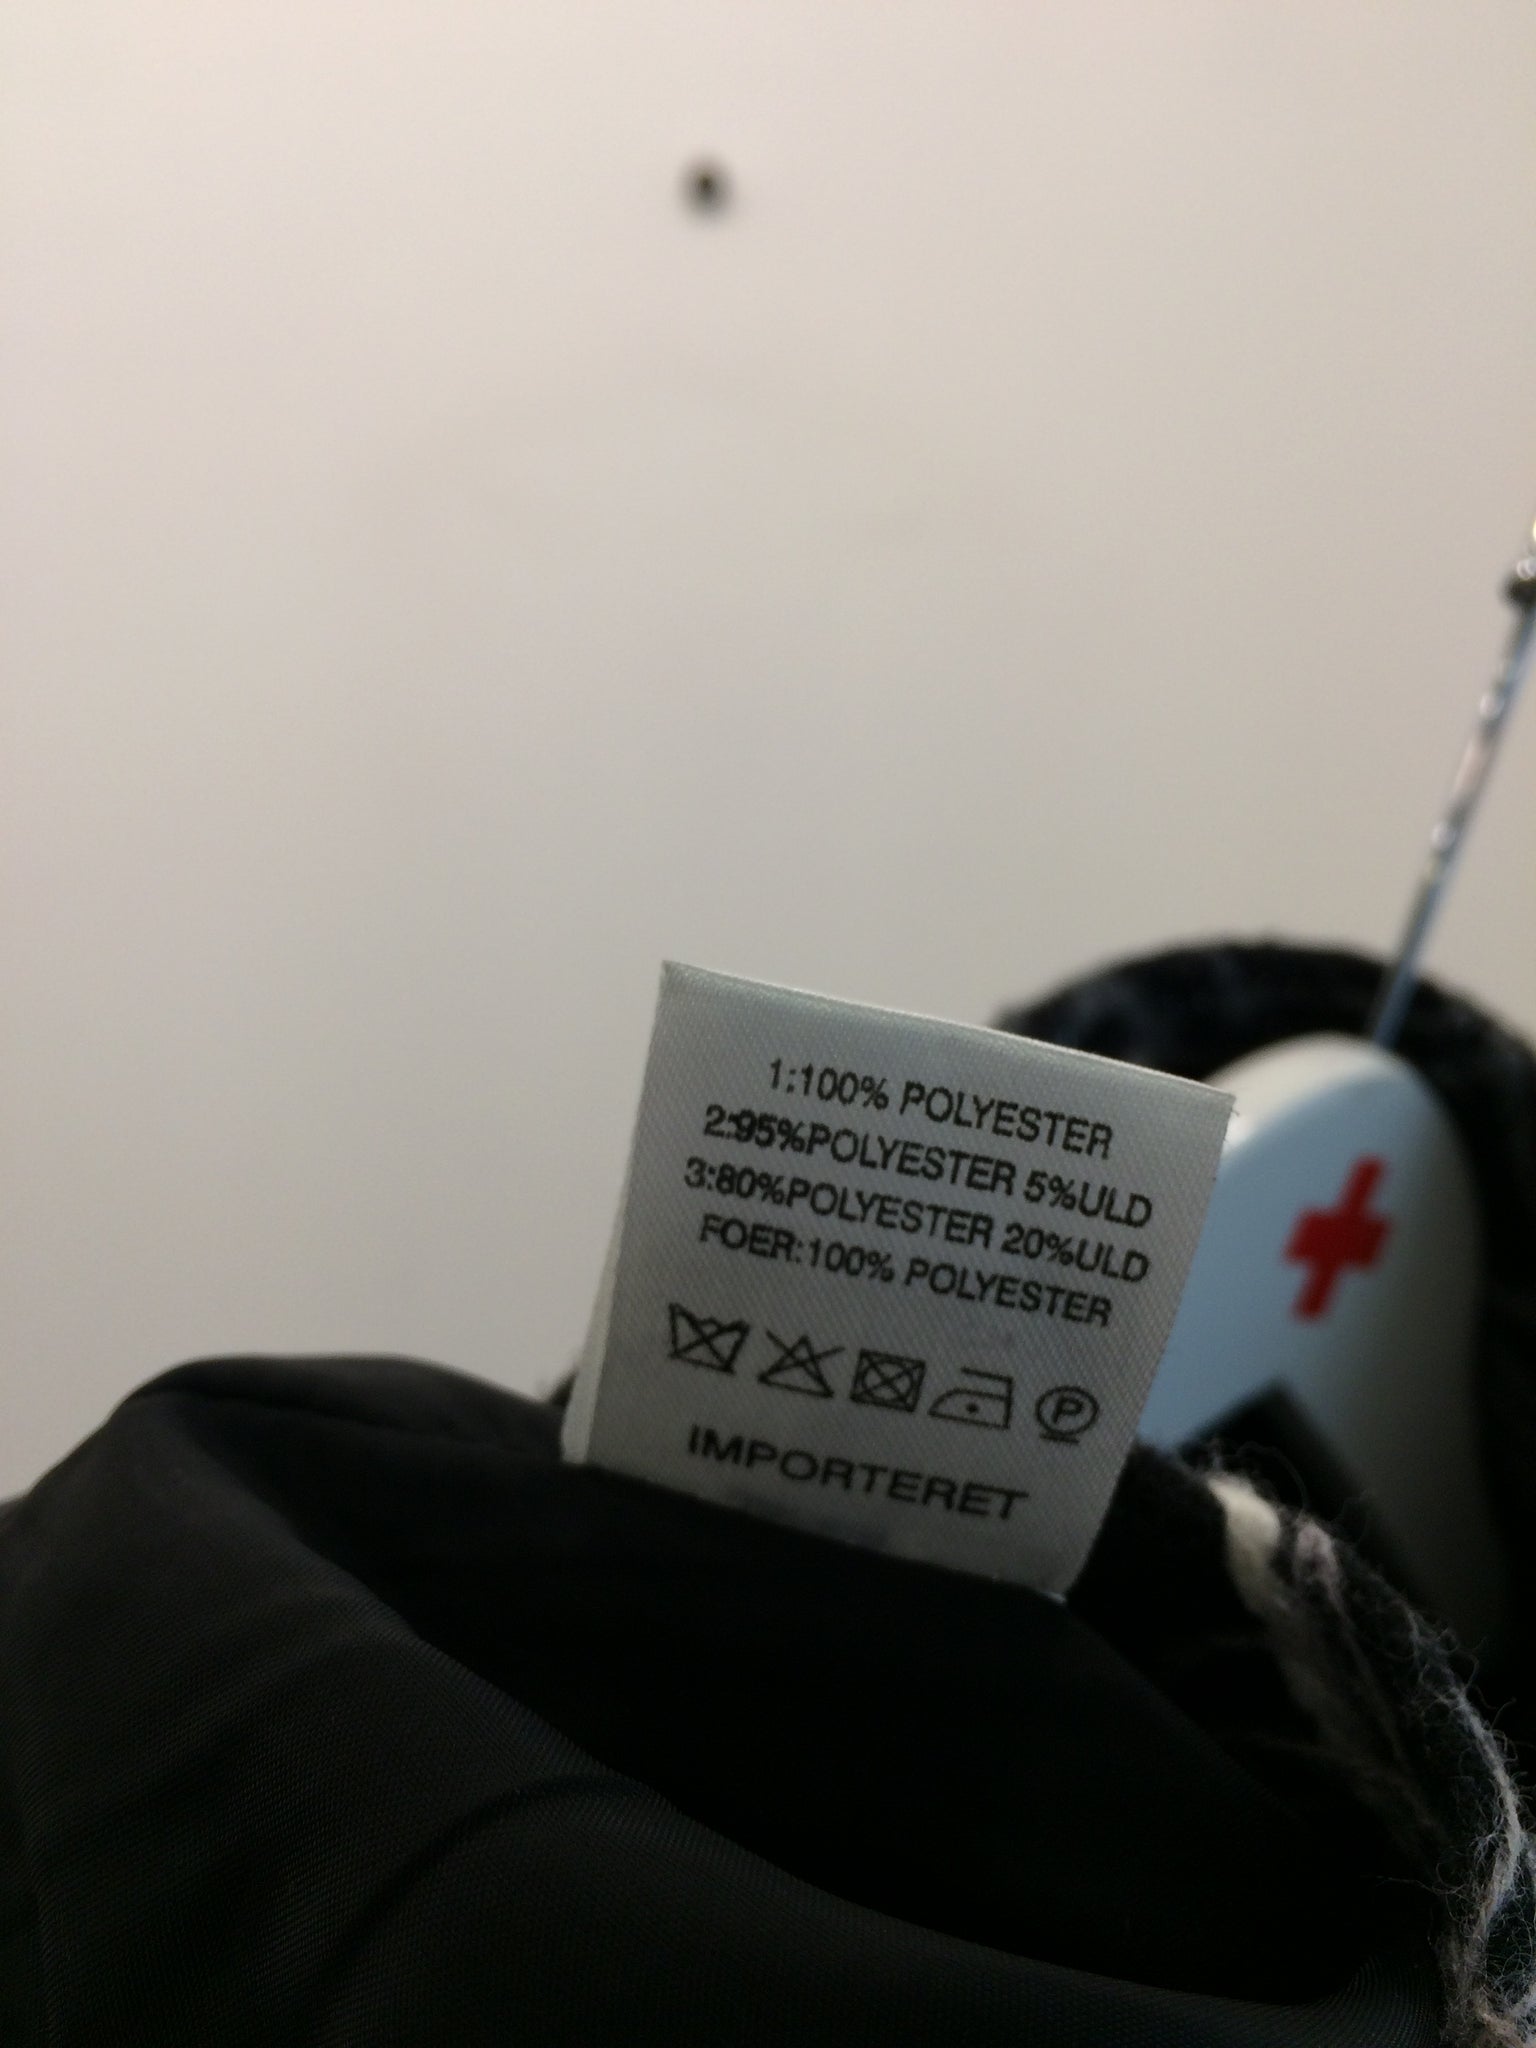 1:100% POLYESTER
2:95%POLYESTER 5%ULD
3:80%POLYESTER 20%ULD
FOER:100% POLYESTER
P
IMPORTERET